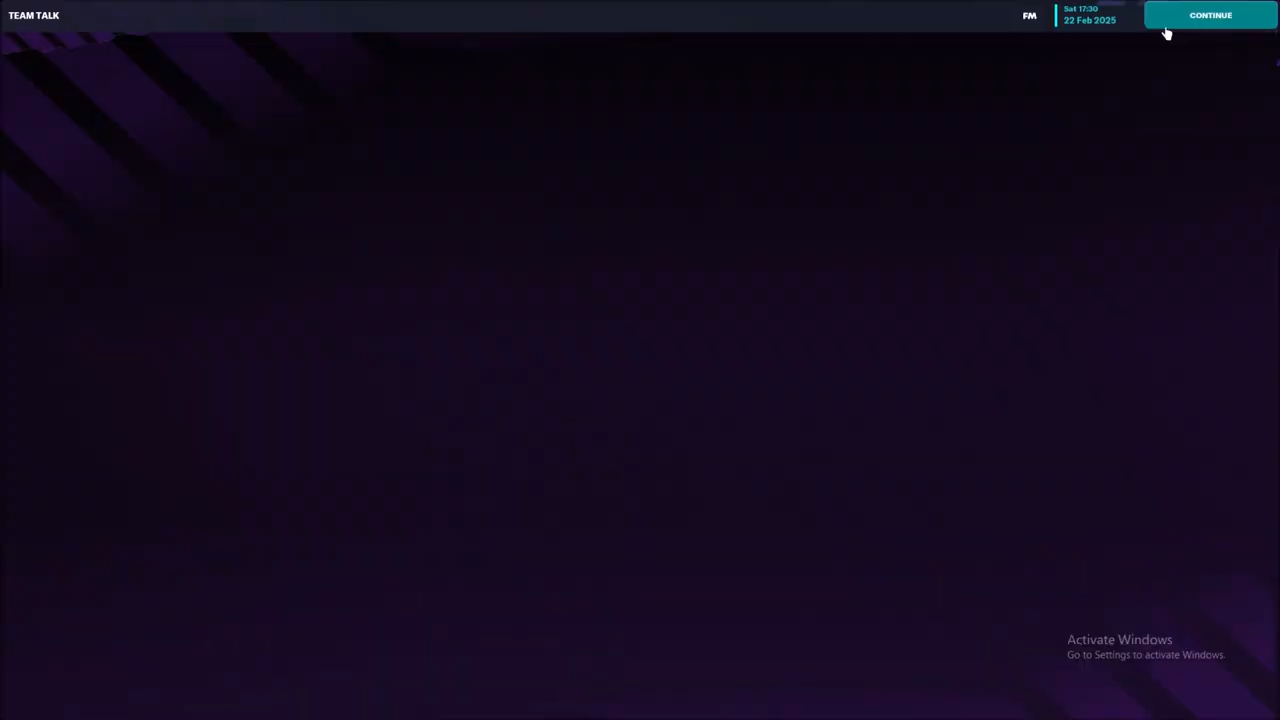 TEAM TALK
FM
Sat 17:30
22 Feb 2025
CONTINUE
Activate Windows
Go to Settings to activate Windows.